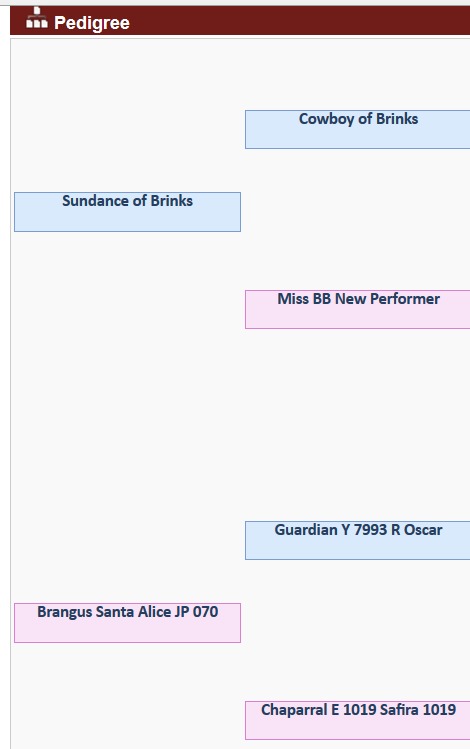 Pedigree
Cowboy of Brinks
Sundance of Brinks
Miss BB New Performer
Guardian Y 7993 R Oscar
Brangus Santa Alice JP 070
Chaparral E 1019 Safira 1019